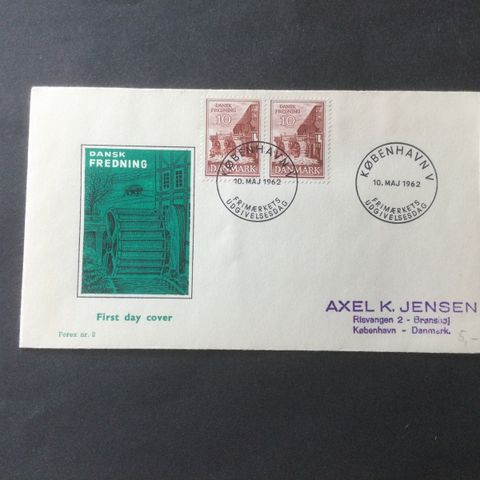 DANSK
FREDNING
First day cover
Forex nr. 2
DANSK
FREDNING
10
DANMARK
DANSK
FREDNING
10
DANMARK
KØBENHAVN V
10. MAJ 1962
FRIMÆRKETS
UDGIVELSESDAG
KØBENHAVN V
10. MAJ 1962
FRIMÆRKETS
UDGIVELSESDAG
AXEL K. JENSEN
Risvangen 2 - Brønshøj
København - Danmark.
5,-